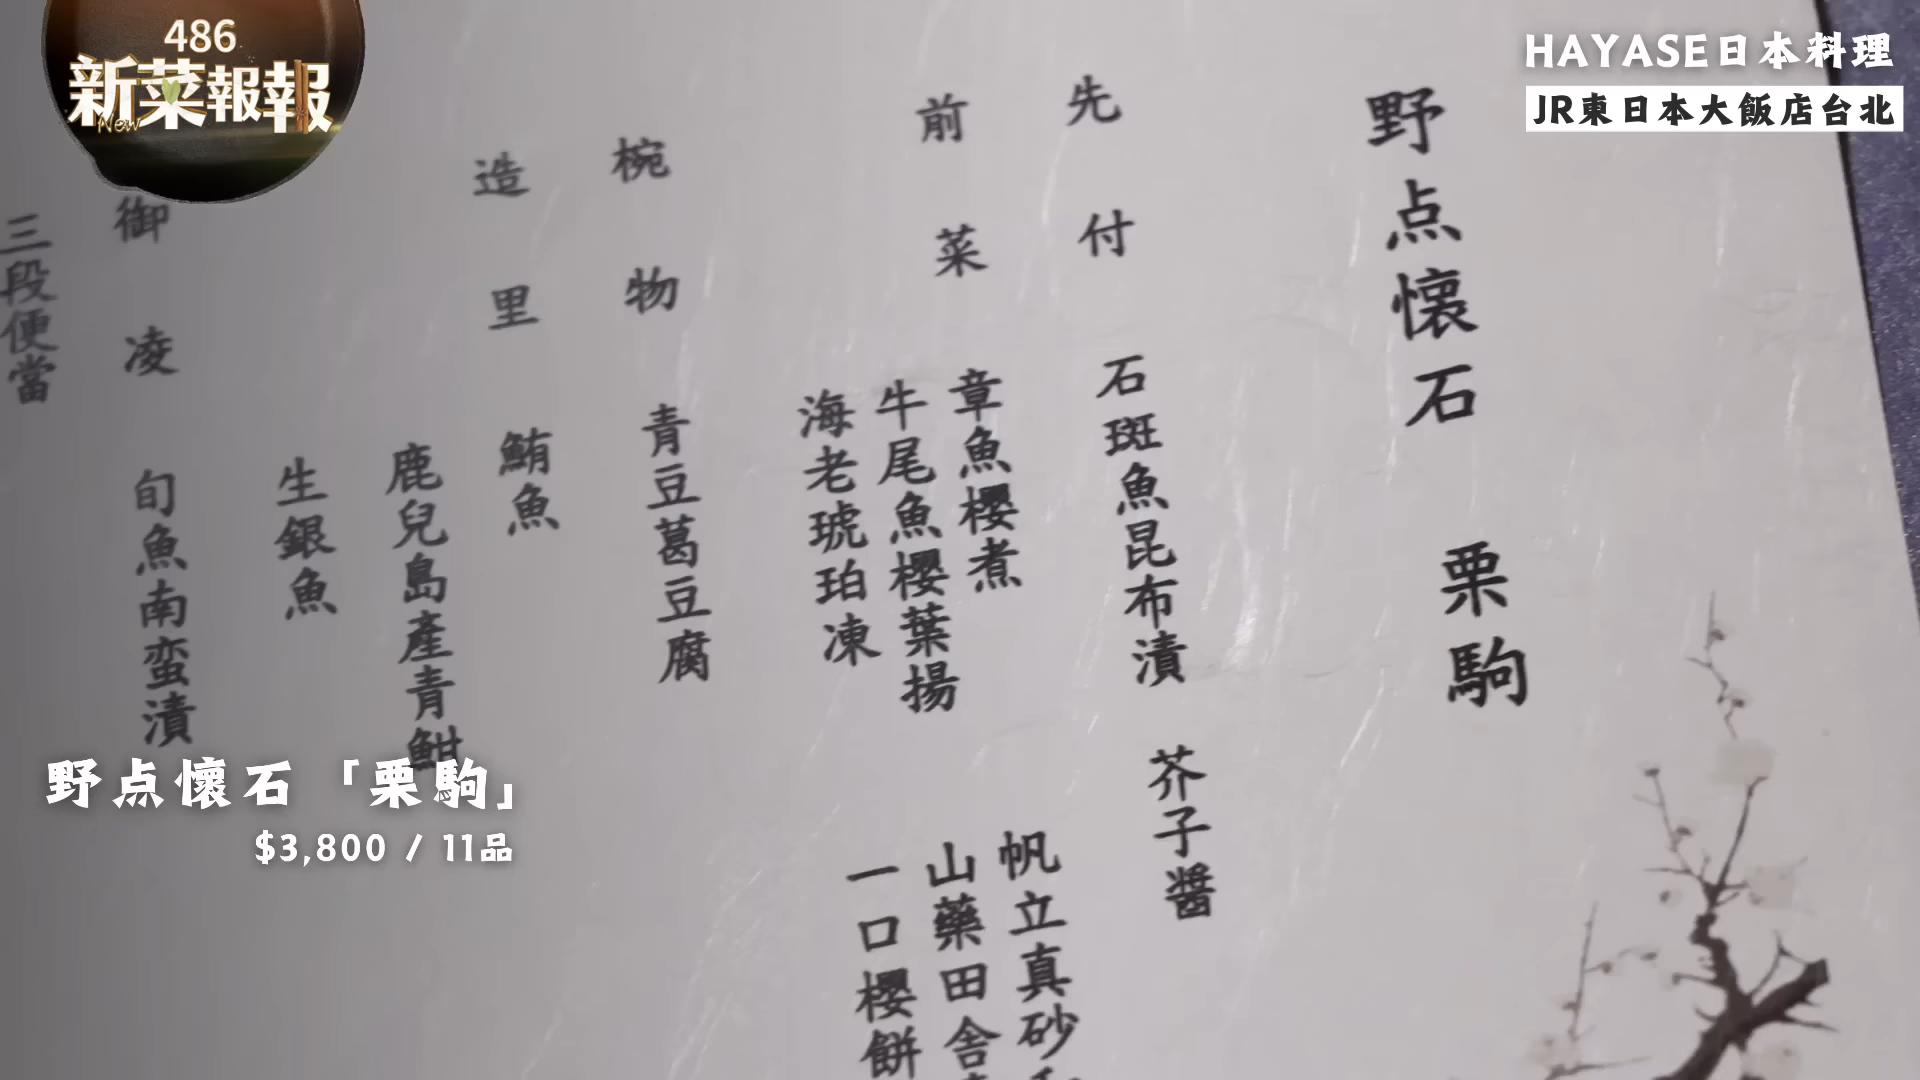 486
新菜報報
New
HAYASE日本料理
JR東日本大飯店台北
野点懷石 栗駒
先付 石斑魚昆布漬 芥子醬
前菜 章魚櫻煮 帆立真砂
牛尾魚櫻葉揚 山藥田舍
海老琥珀凍 一口櫻餅
椀物 青豆葛豆腐
造里 鮪魚
鹿兒島產青魽
生銀魚
御凌 旬魚南蛮漬
三段便當
野点懷石「栗駒」
$3,800 / 11品